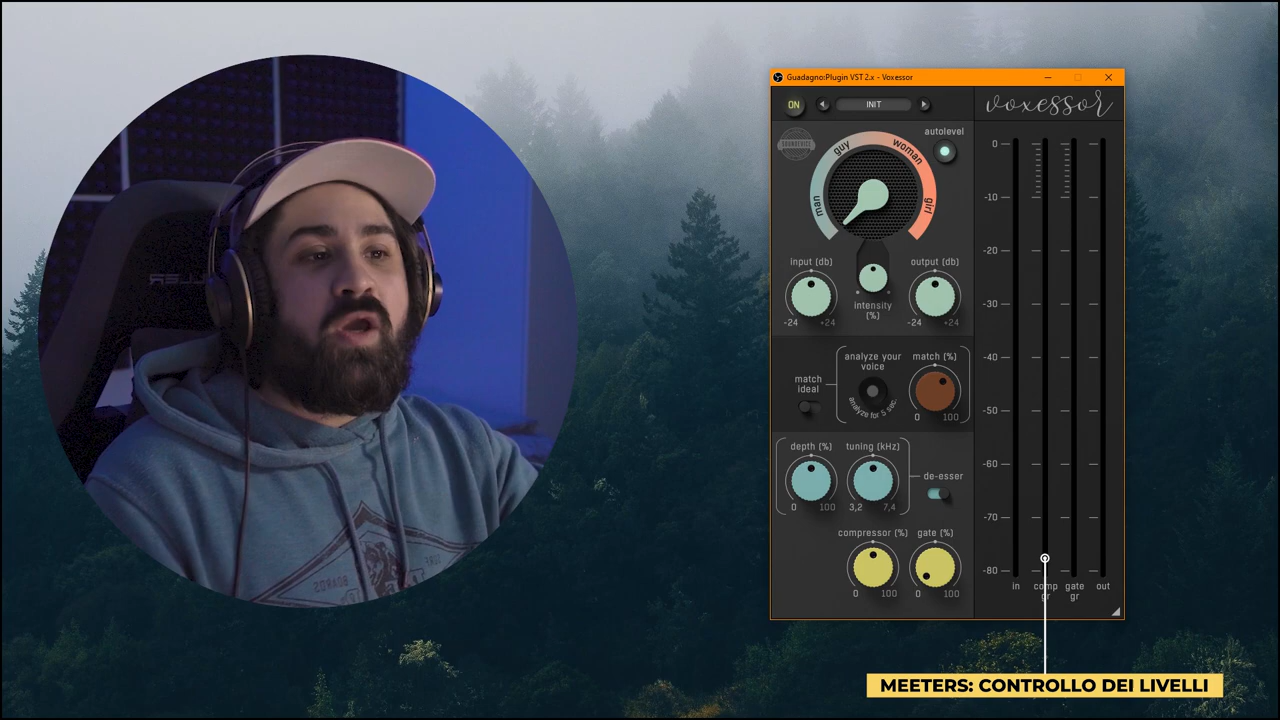 Guadagno:Plugin VST 2.x - Voxessor
ON
INIT
voxessor
autolevel
SOUNDEVICE
man
guy
woman
girl
input (db)
-24 +24
intensity
(%)
output (db)
-24 +24
match
ideal
analyze your
voice
analyze for 5 sec.
match (%)
0 100
depth (%)
0 100
tuning (kHz)
3,2 7,4
de-esser
compressor (%)
0 100
gate (%)
0 100
0
-10
-20
-30
-40
-50
-60
-70
-80
in
comp
gr
gate
gr
out
MEETERS: CONTROLLO DEI LIVELLI